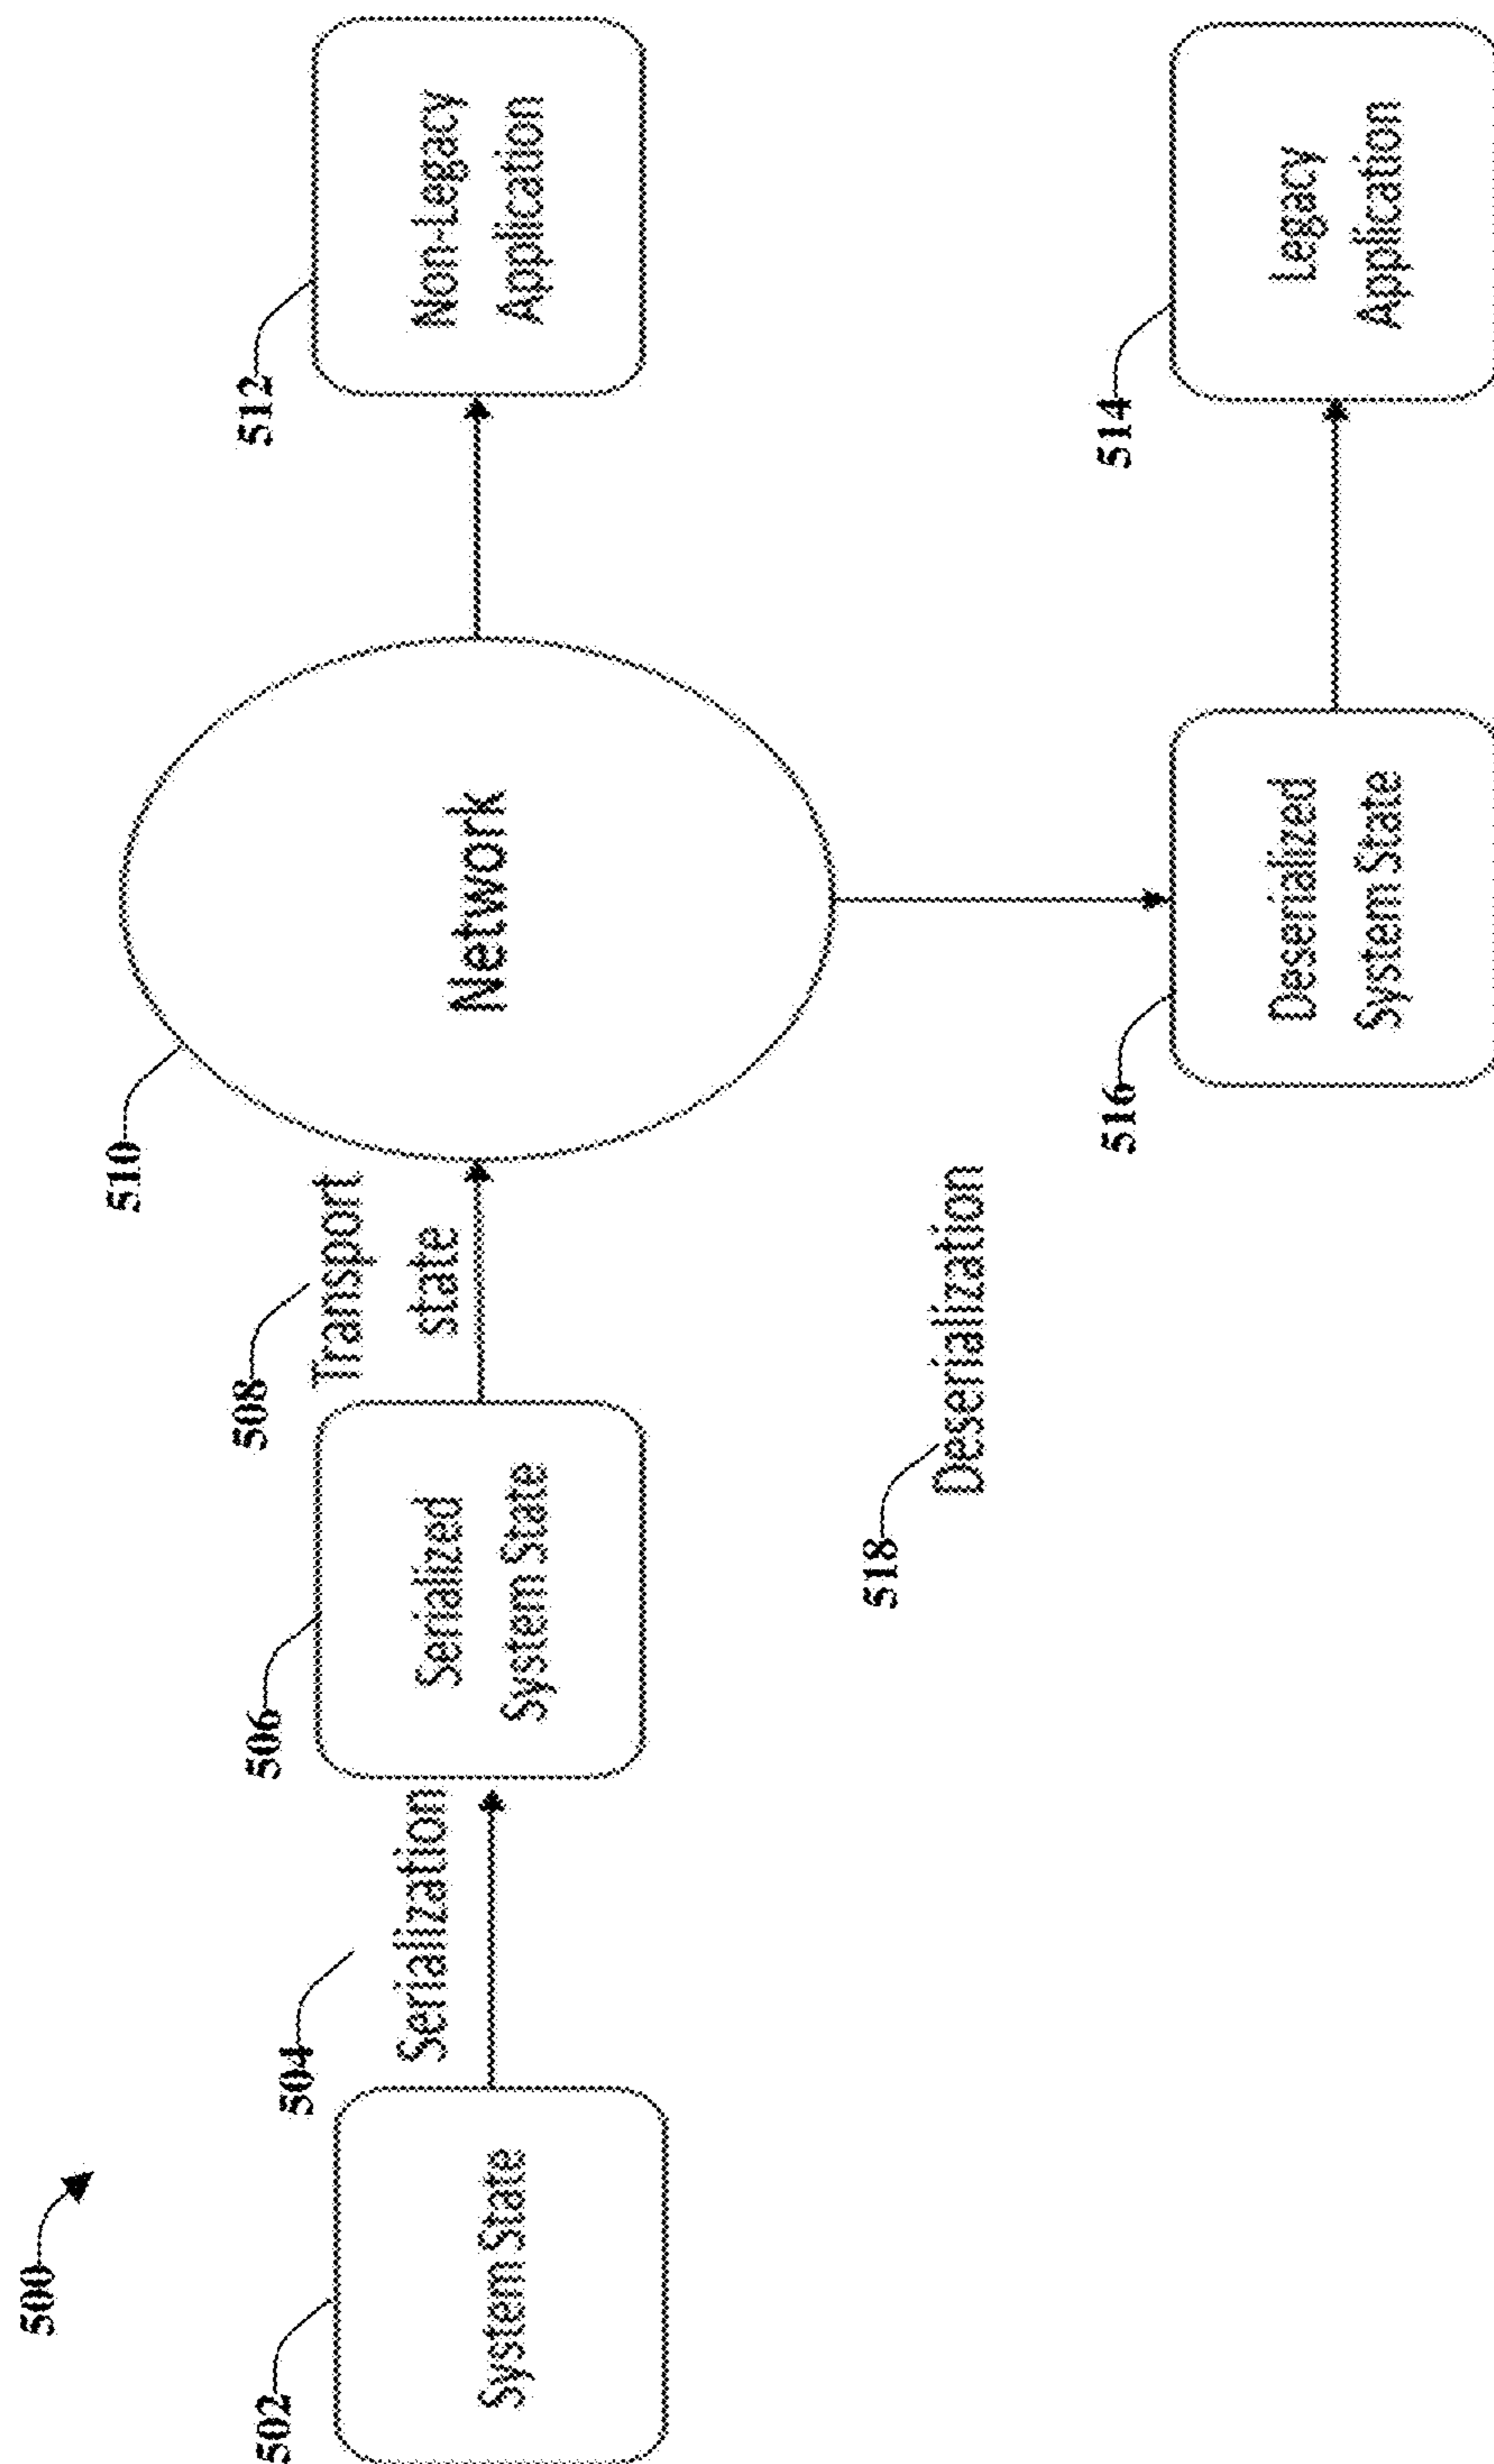 500
502
System State
504
Serialization
506
Serialized
System State
508
Transport
state
510
Network
512
Non-Legacy
Application
518
Deserialization
516
Deserialized
System State
514
Legacy
Application